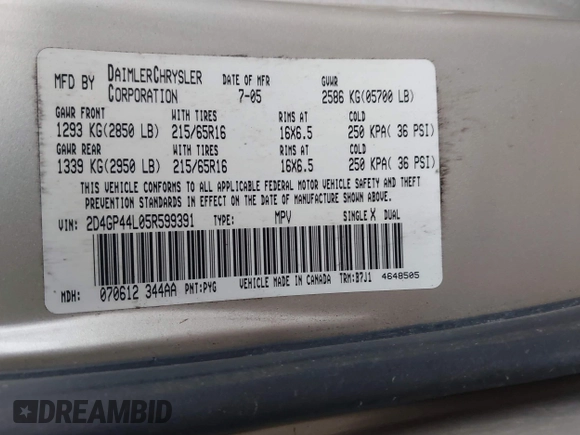 MFD BY DAIMLERCHRYSLER CORPORATION DATE OF MFR 7-05 GVWR 2586 KG(05700 LB)
GAWR FRONT WITH TIRES RIMS AT COLD
1293 KG(2850 LB) 215/65R16 16X6.5 250 KPA( 36 PSI)
GAWR REAR WITH TIRES RIMS AT COLD
1339 KG(2950 LB) 215/65R16 16X6.5 250 KPA( 36 PSI)
THIS VEHICLE CONFORMS TO ALL APPLICABLE FEDERAL MOTOR VEHICLE SAFETY AND THEFT
PREVENTION STANDARDS IN EFFECT ON THE DATE OF MANUFACTURE SHOWN ABOVE.
VIN: 2D4GP44L05R599391 TYPE: MPV SINGLE X DUAL
MDH: 070612 344AA PNT:PYG VEHICLE MADE IN CANADA TRM:B7J1 4648505
DREAMBID